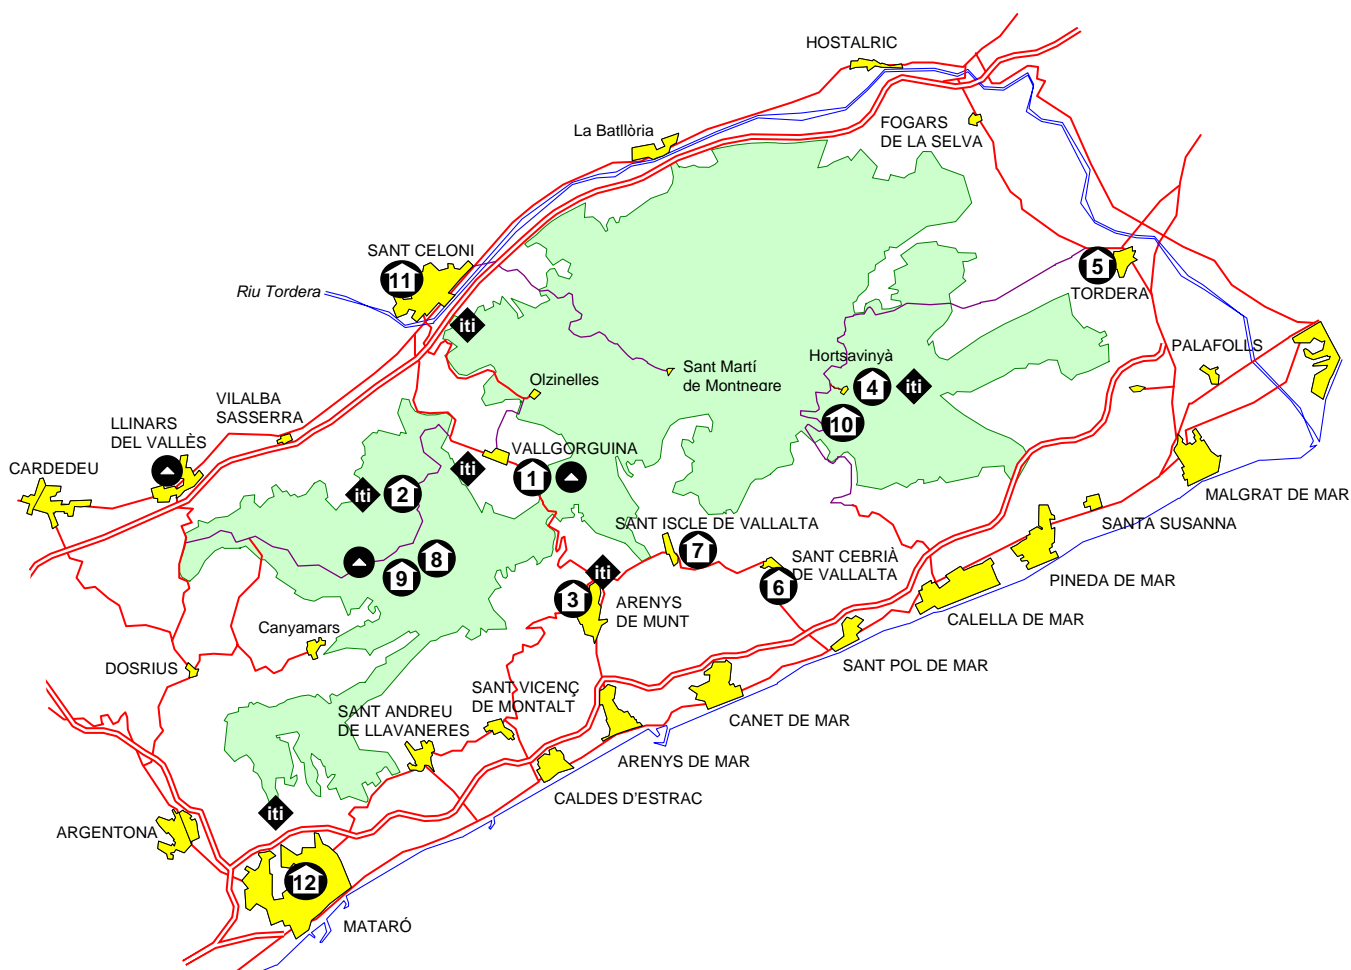 HOSTALRIC
La Batllòria
FOGARS
DE LA SELVA
SANT CELONI
11
Riu Tordera
iti
5
TORDERA
Hortsavinyà
4
iti
10
PALAFOLLS
Sant Martí
de Montnegre
Olzinelles
VILALBA
SASSERRA
LLINARS
DEL VALLÈS
CARDEDEU
VALLGORGUINA
iti
1
iti
2
MALGRAT DE MAR
SANTA SUSANNA
SANT ISCLE DE VALLALTA
7
SANT CEBRIÀ
DE VALLALTA
6
PINEDA DE MAR
8
9
iti
3
ARENYS
DE MUNT
CALELLA DE MAR
Canyamars
DOSRIUS
SANT POL DE MAR
SANT VICENÇ
DE MONTALT
SANT ANDREU
DE LLAVANERES
CANET DE MAR
ARENYS DE MAR
CALDES D'ESTRAC
iti
ARGENTONA
12
MATARÓ